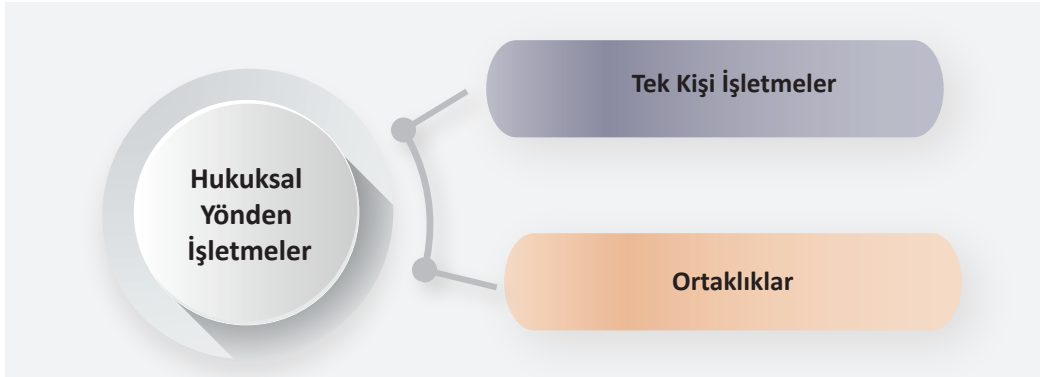 Hukuksal
Yönden
İşletmeler
Tek Kişi İşletmeler
Ortaklıklar